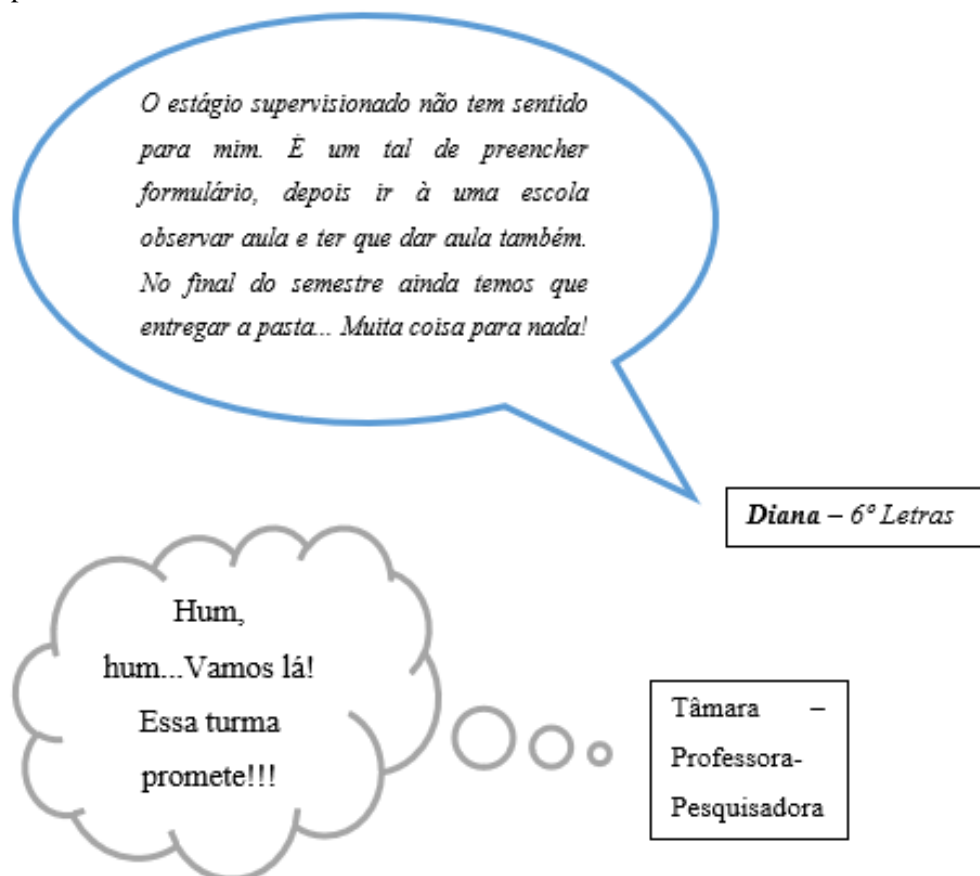 O estágio supervisionado não tem sentido
para mim. É um tal de preencher
formulário, depois ir à uma escola
observar aula e ter que dar aula também.
No final do semestre ainda temos que
entregar a pasta... Muita coisa para nada!
Diana – 6º Letras
Hum,
hum...Vamos lá!
Essa turma
promete!!!
Tâmara –
Professora-
Pesquisadora